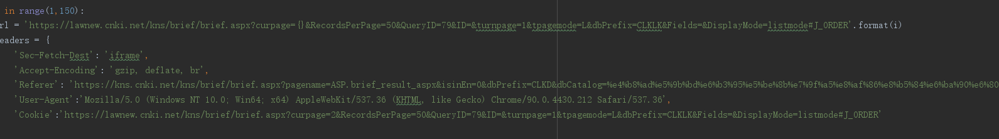 in range(1,150):
rl = 'https://lawnew.cnki.net/kns/brief/brief.aspx?curpage={}&RecordsPerPage=50&QueryID=79&ID=&turnpage=1&tpagemode=L&dbPrefix=CLKLK&Fields=&DisplayMode=listmode#J_ORDER'.format(i)
eaders = {
'Sec-Fetch-Dest': 'iframe',
'Accept-Encoding': 'gzip, deflate, br',
'Referer': 'https://kns.cnki.net/kns/brief/brief.aspx?pagename=ASP.brief_result_aspx&isinEn=0&dbPrefix=CLKD&dbCatalog=%e4%b8%ad%e5%9b%bd%e6%b3%95%e5%be%8b%e7%9f%a5%e8%af%86%e8%b5%84%e6%ba%90%e6%80
'User-Agent':'Mozilla/5.0 (Windows NT 10.0; Win64; x64) AppleWebKit/537.36 (KHTML, like Gecko) Chrome/90.0.4430.212 Safari/537.36',
'Cookie':'https://lawnew.cnki.net/kns/brief/brief.aspx?curpage=2&RecordsPerPage=50&QueryID=79&ID=&turnpage=1&tpagemode=L&dbPrefix=CLKLK&Fields=&DisplayMode=listmode#J_ORDER'